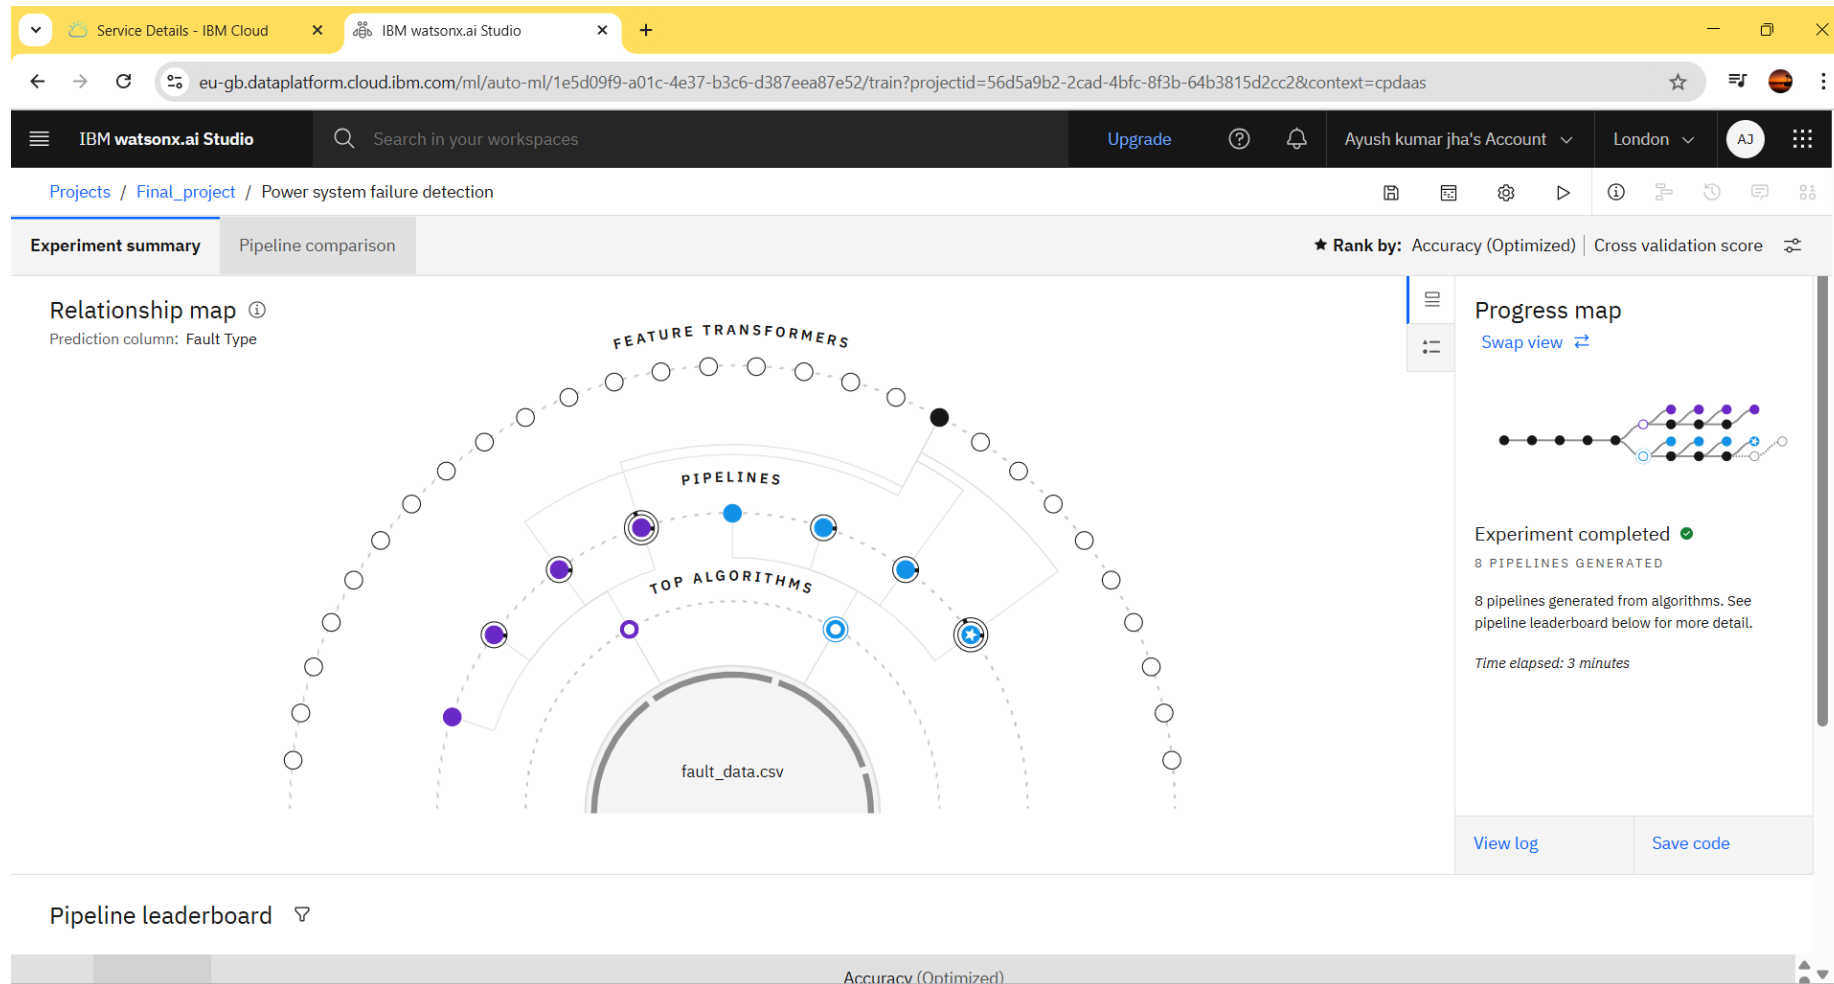 Service Details - IBM Cloud
IBM watsonx.ai Studio
eu-gb.dataplatform.cloud.ibm.com/ml/auto-ml/1e5d09f9-a01c-4e37-b3c6-d387eea87e52/train?projectid=56d5a9b2-2cad-4bfc-8f3b-64b3815d2cc2&context=cpdaas
IBM watsonx.ai Studio
Search in your workspaces
Upgrade
Ayush kumar jha's Account
London
AJ
Projects / Final_project / Power system failure detection
Experiment summary
Pipeline comparison
Rank by: Accuracy (Optimized) | Cross validation score
Relationship map
Prediction column: Fault Type
FEATURE TRANSFORMERS
PIPELINES
TOP ALGORITHMS
fault_data.csv
Progress map
Swap view
Experiment completed
8 PIPELINES GENERATED
8 pipelines generated from algorithms. See
pipeline leaderboard below for more detail.
Time elapsed: 3 minutes
View log
Save code
Pipeline leaderboard
Accuracy (Optimized)